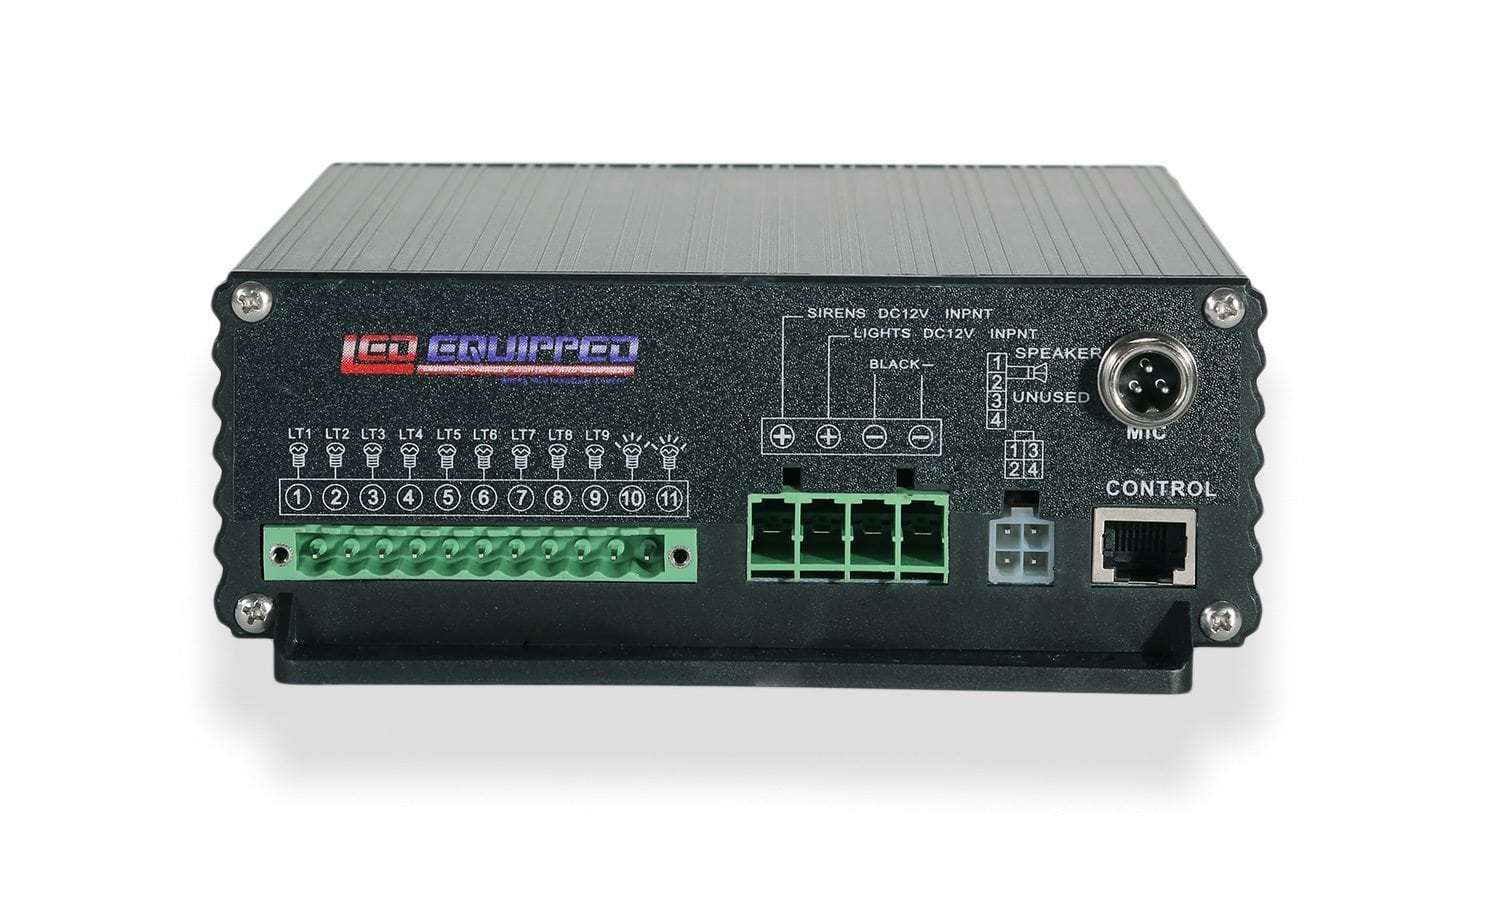 SIRENS DC12V INPNT
LIGHTS DC12V INPNT
BLACK
LED EQUIPPED
SPEAKER
UNUSED
1
2
3
4
MIC
LT1 LT2 LT3 LT4 LT5 LT6 LT7 LT8 LT9
1 2 3 4 5 6 7 8 9 10 11
+ + − −
1 3
2 4
CONTROL